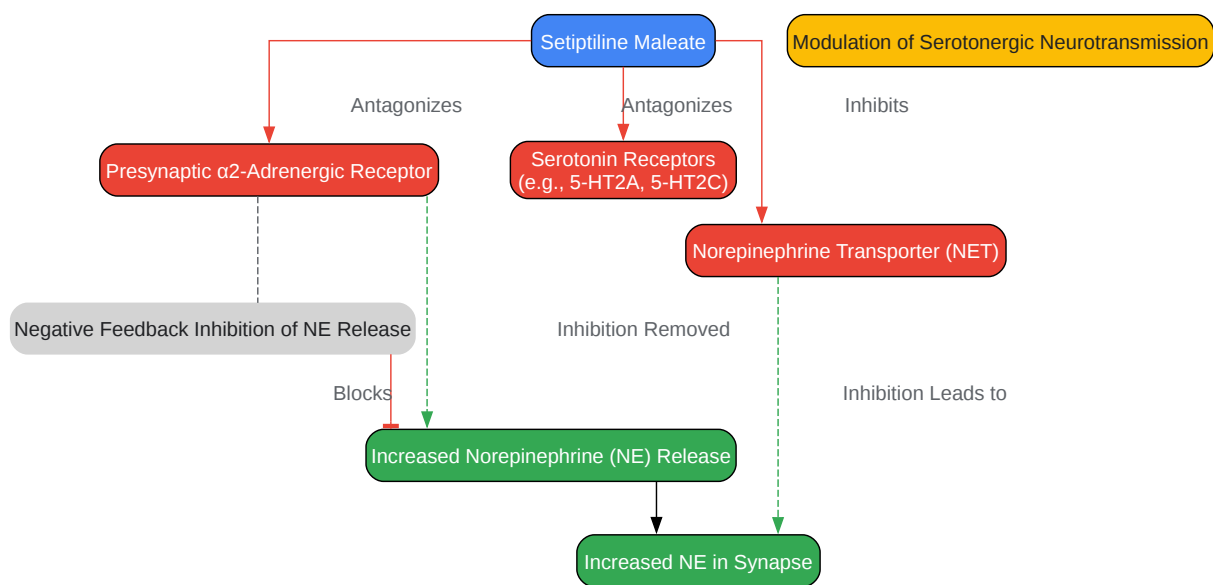 Setiptiline Maleate
Modulation of Serotonergic Neurotransmission
Antagonizes
Antagonizes
Inhibits
Presynaptic α2-Adrenergic Receptor
Serotonin Receptors
(e.g., 5-HT2A, 5-HT2C)
Norepinephrine Transporter (NET)
Negative Feedback Inhibition of NE Release
Inhibition Removed
Blocks
Inhibition Leads to
Increased Norepinephrine (NE) Release
Increased NE in Synapse